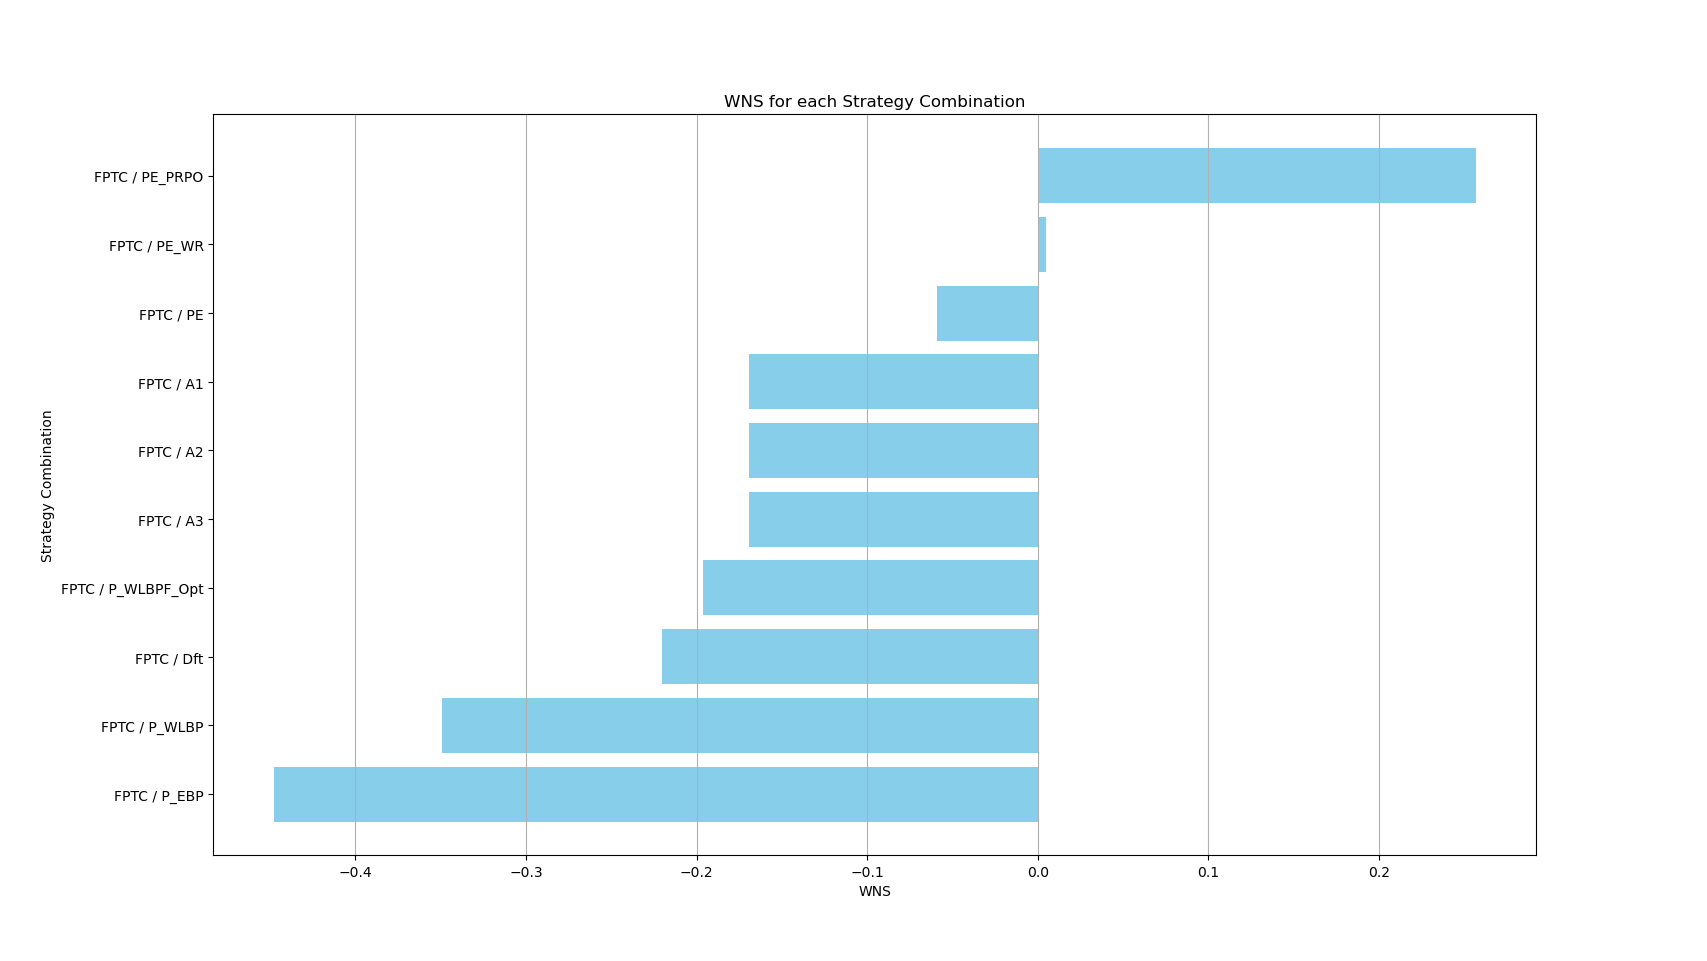 WNS for each Strategy Combination
FPTC / PE_PRPO
FPTC / PE_WR
FPTC / PE
FPTC / A1
FPTC / A2
FPTC / A3
FPTC / P_WLBPF_Opt
FPTC / Dft
FPTC / P_WLBP
FPTC / P_EBP
Strategy Combination
−0.4 −0.3 −0.2 −0.1 0.0 0.1 0.2
WNS